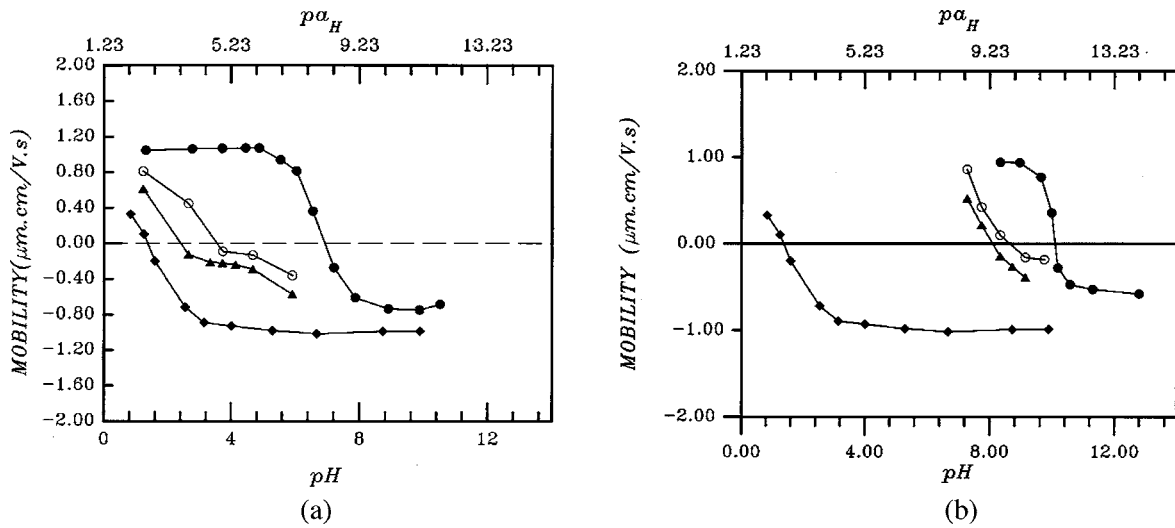 pa_H
1.23 5.23 9.23 13.23
2.00
1.60
1.20
0.80
0.40
0.00
−0.40
−0.80
−1.20
−1.60
−2.00
MOBILITY(μm.cm/V.s)
0 4 8 12
pH
(a)
pa_H
1.23 5.23 9.23 13.23
2.00
1.00
0.00
−1.00
−2.00
MOBILITY (μm.cm/V.s)
0.00 4.00 8.00 12.00
pH
(b)